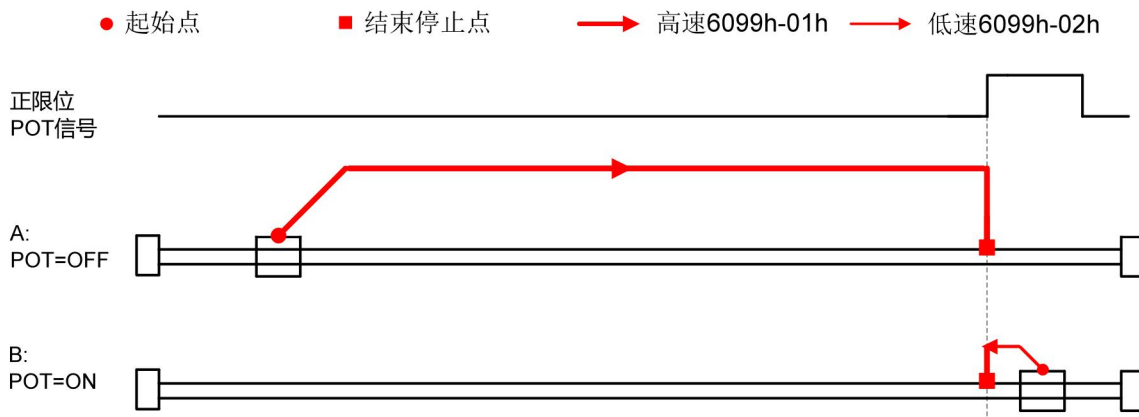 起始点 结束停止点 高速6099h-01h 低速6099h-02h
正限位
POT信号
A:
POT=OFF
B:
POT=ON